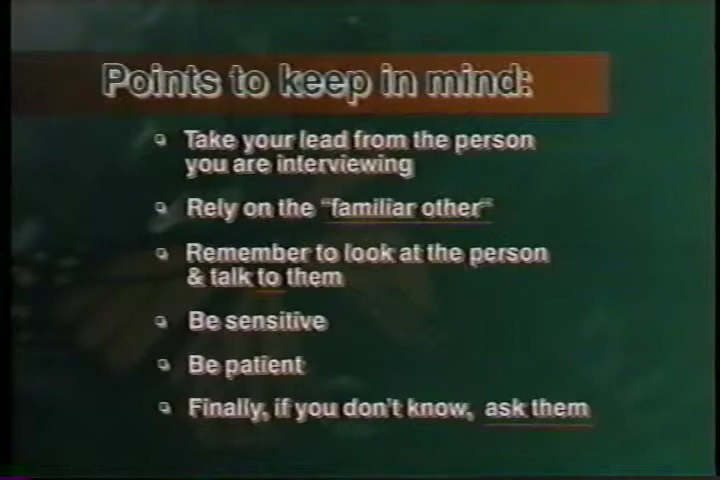 Points to keep in mind:
Take your lead from the person
you are interviewing
Rely on the "familiar other"
Remember to look at the person
& talk to them
Be sensitive
Be patient
Finally, if you don't know, ask them